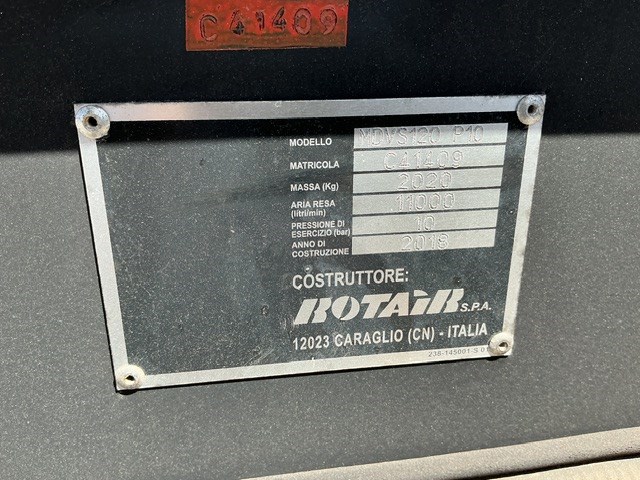 C41409
MODELLO MDVS120 P10
MATRICOLA C41409
MASSA (Kg) 2020
ARIA RESA (litri/min) 11000
PRESSIONE DI ESERCIZIO (bar) 10
ANNO DI COSTRUZIONE 2018
COSTRUTTORE:
ROTAIR S.P.A.
12023 CARAGLIO (CN) - ITALIA